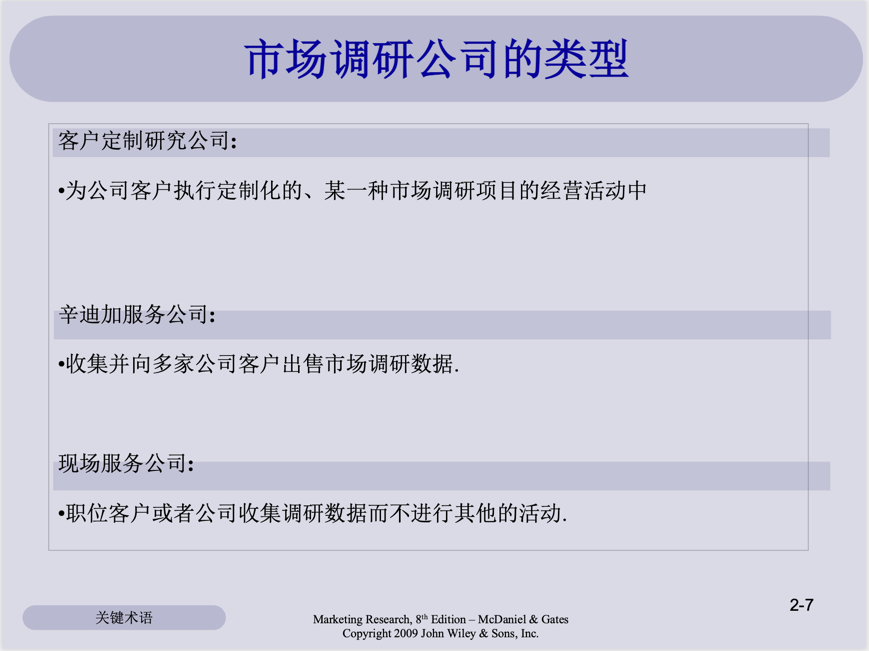 市场调研公司的类型
客户定制研究公司:
•为公司客户执行定制化的、某一种市场调研项目的经营活动中
辛迪加服务公司:
•收集并向多家公司客户出售市场调研数据.
现场服务公司:
•职位客户或者公司收集调研数据而不进行其他的活动.
2-7
关键术语
Marketing Research, 8th Edition – McDaniel & Gates
Copyright 2009 John Wiley & Sons, Inc.